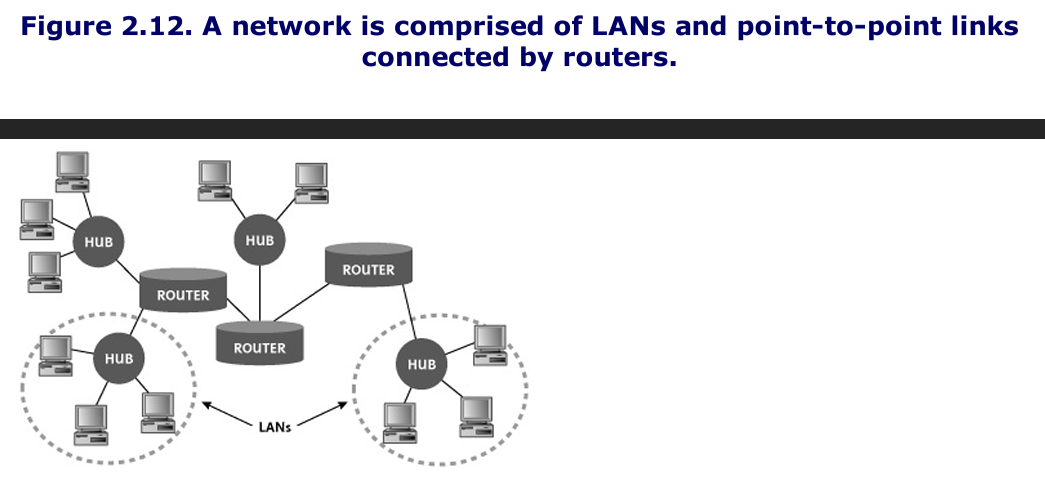 Figure 2.12. A network is comprised of LANs and point-to-point links
connected by routers.
HUB
HUB
ROUTER
ROUTER
ROUTER
HUB
HUB
LANs